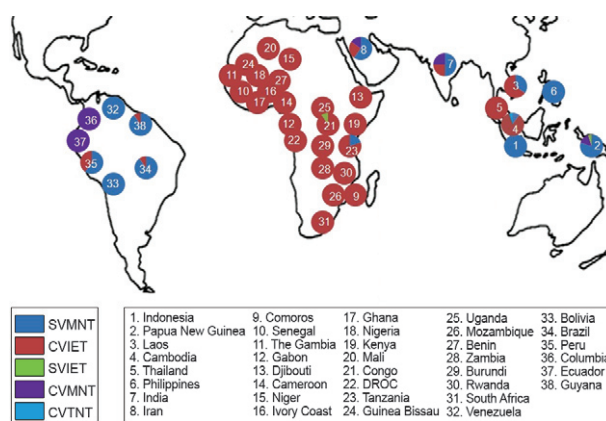 20
15
8
7
24
18
27
11
10
16
17
14
25
13
3
6
5
12
21
19
4
22
29
23
1
2
28
30
26
9
31
32
36
38
37
35
34
33
SVMNT
CVIET
SVIET
CVMNT
CVTNT
1. Indonesia
2. Papua New Guinea
3. Laos
4. Cambodia
5. Thailand
6. Philippines
7. India
8. Iran
9. Comoros
10. Senegal
11. The Gambia
12. Gabon
13. Djibouti
14. Cameroon
15. Niger
16. Ivory Coast
17. Ghana
18. Nigeria
19. Kenya
20. Mali
21. Congo
22. DROC
23. Tanzania
24. Guinea Bissau
25. Uganda
26. Mozambique
27. Benin
28. Zambia
29. Burundi
30. Rwanda
31. South Africa
32. Venezuela
33. Bolivia
34. Brazil
35. Peru
36. Columbia
37. Ecuador
38. Guyana